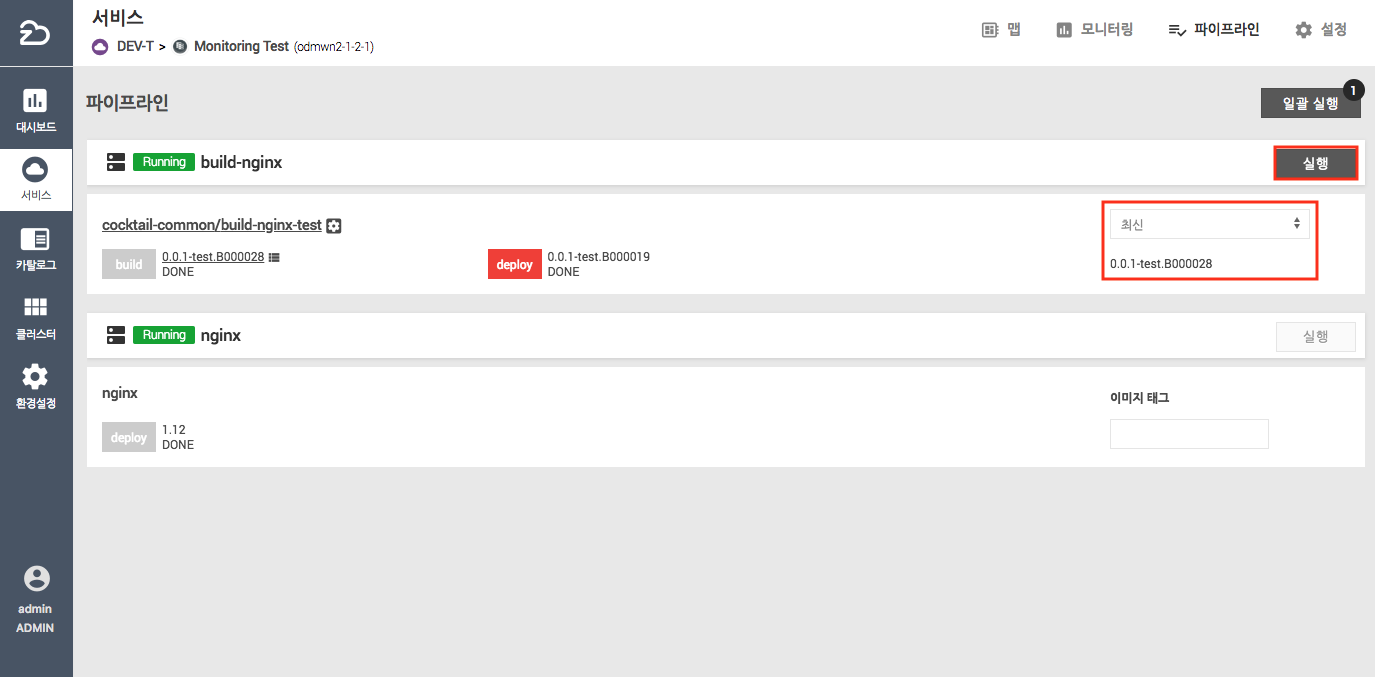 서비스
DEV-T > Monitoring Test (odmwn2-1-2-1)
맵
모니터링
파이프라인
설정
대시보드
서비스
카탈로그
클러스터
환경설정
admin
ADMIN
파이프라인
일괄 실행
1
Running build-nginx
실행
cocktail-common/build-nginx-test
build
0.0.1-test.B000028
DONE
deploy
0.0.1-test.B000019
DONE
최신
0.0.1-test.B000028
Running nginx
실행
nginx
deploy
1.12
DONE
이미지 태그